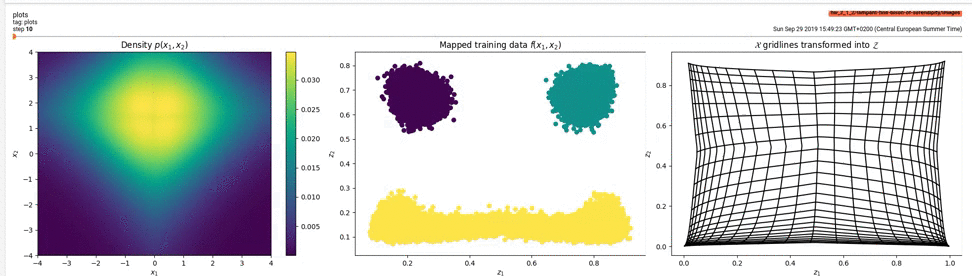 plots
tag: plots
step 10
Sun Sep 29 2019 15:49:23 GMT+0200 (Central European Summer Time)
Density p(x₁, x₂)
4
3
2
1
0
−1
−2
−3
−4
x₂
−4 −3 −2 −1 0 1 2 3 4
x₁
0.030
0.025
0.020
0.015
0.010
0.005
Mapped training data f(x₁, x₂)
0.8
0.7
0.6
0.5
0.4
0.3
0.2
0.1
z₂
0.2 0.4 0.6 0.8
z₁
𝒳 gridlines transformed into 𝒵
0.8
0.6
0.4
0.2
0.0
z₂
0.0 0.2 0.4 0.6 0.8 1.0
z₁